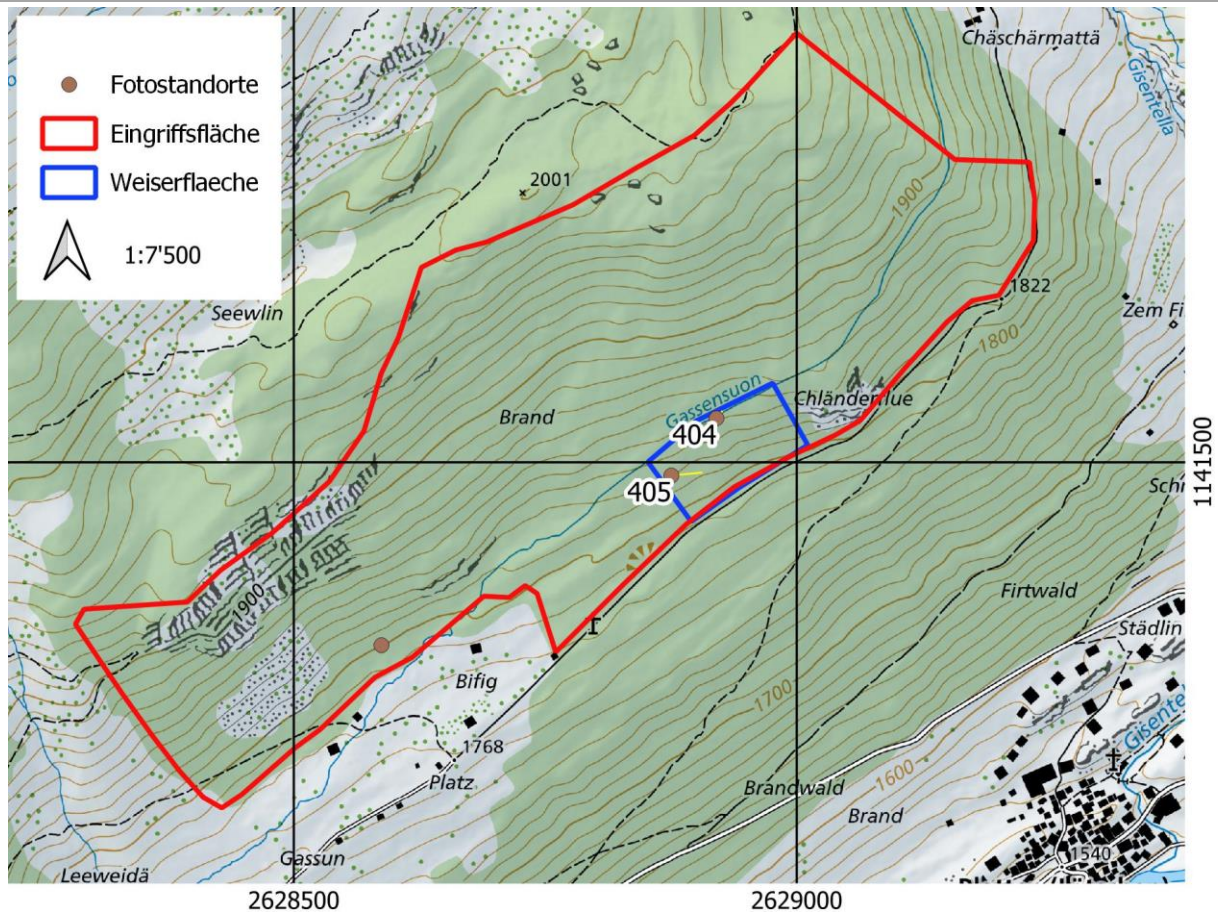 Fotostandorte
Eingriffsfläche
Weiserflaeche
1:7'500
Chäschärmattä
Gisentella
2001
1900
Seewlin
1822
Zem Fi
1800
Gassensuon
Chländerflue
Brand
404
405
1141500
Schr
1900
Firtwald
Städlin
Bifig
1700
1768
Platz
Gisente
1600
Brandwald
Brand
Gassun
1540
Leeweidä
2628500
2629000